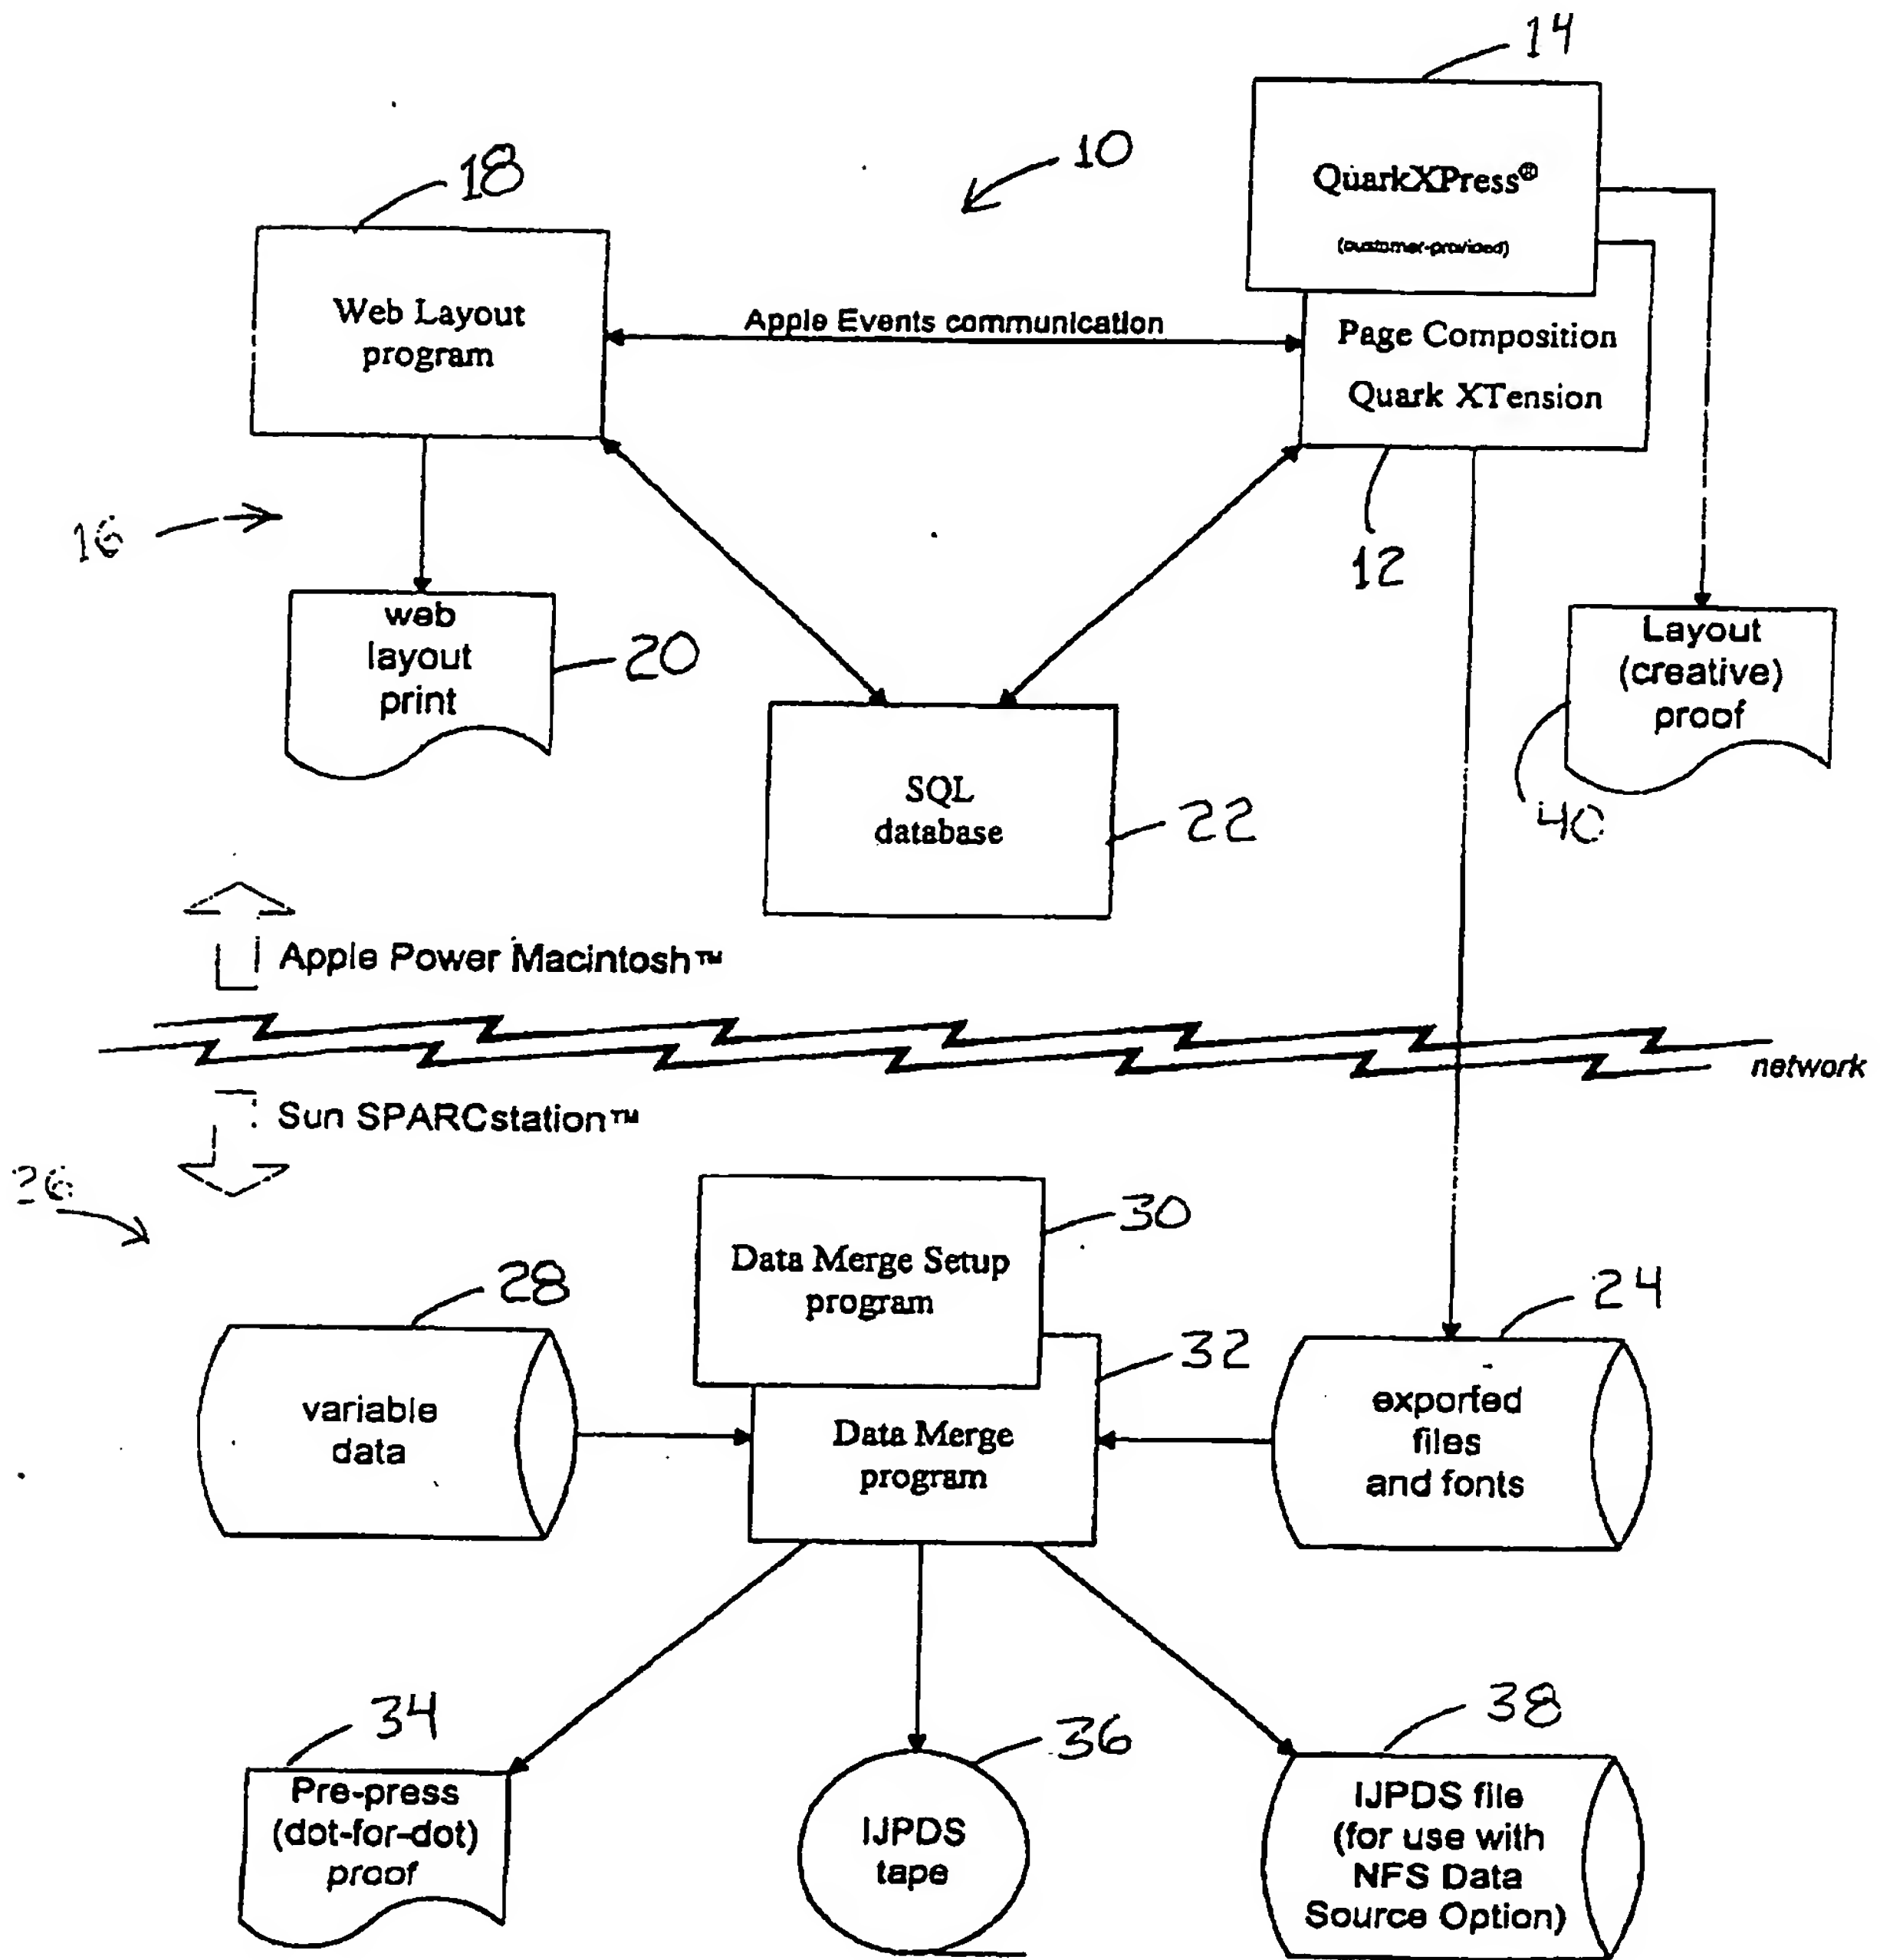 14
10
18
QuarkXPress®
(customer-provided)
Web Layout
program
Apple Events communication
Page Composition
Quark XTension
16
12
web
layout
print
20
Layout
(creative)
proof
40
SQL
database
22
Apple Power Macintosh™
network
Sun SPARCstation™
26
30
Data Merge Setup
program
28
24
32
variable
data
Data Merge
program
exported
files
and fonts
34
36
38
Pre-press
(dot-for-dot)
proof
IJPDS
tape
IJPDS file
(for use with
NFS Data
Source Option)